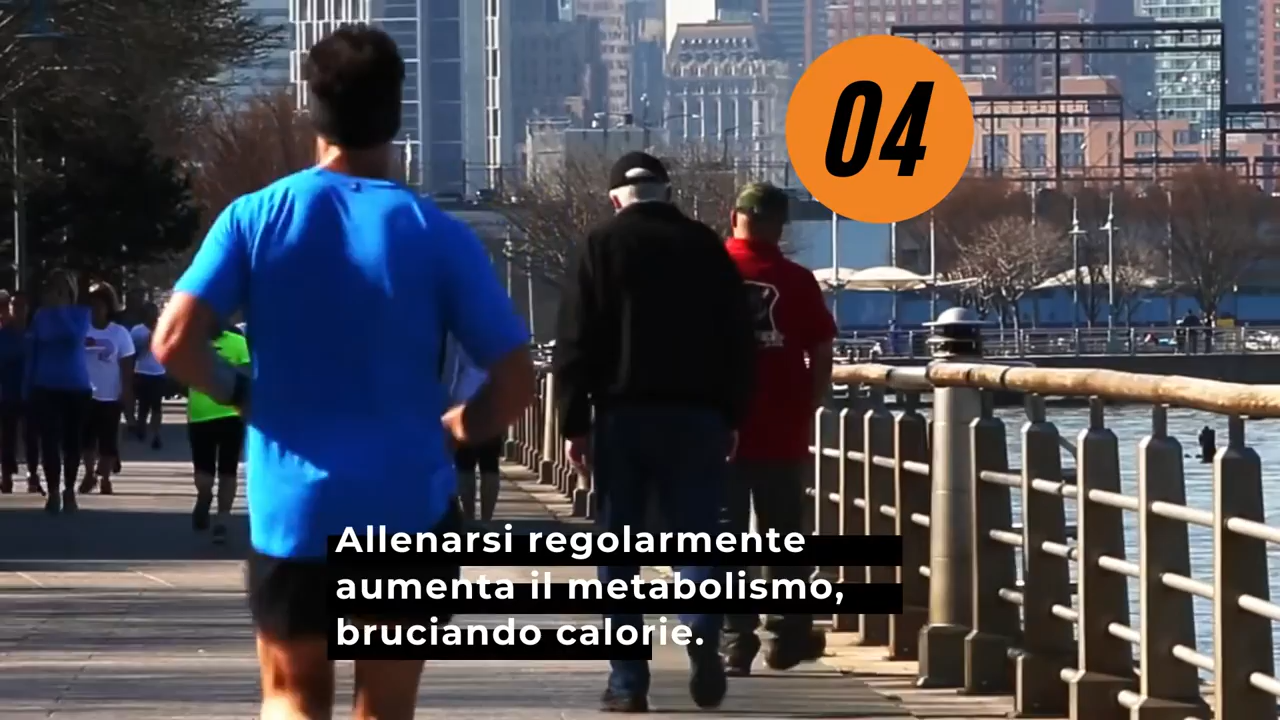 04
Allenarsi regolarmente
aumenta il metabolismo,
bruciando calorie.